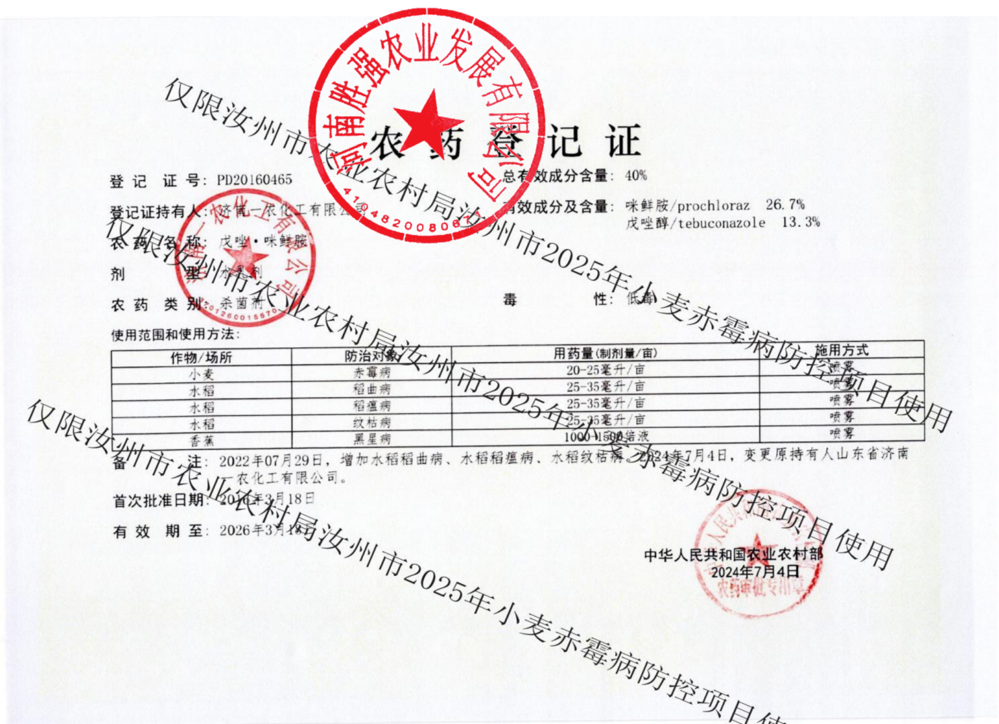 农药登记证
登记证号：PD20160465
总有效成分含量：40%
登记证持有人：济南一农化工有限公司
有效成分及含量：咪鲜胺/prochloraz 26.7%
戊唑醇/tebuconazole 13.3%
农药名称：戊唑·咪鲜胺
剂型：水乳剂
农药类别：杀菌剂
毒性：低毒
使用范围和使用方法：
作物/场所 防治对象 用药量(制剂量/亩) 施用方式
小麦 赤霉病 20-25毫升/亩 喷雾
水稻 稻曲病 25-35毫升/亩 喷雾
水稻 稻瘟病 25-35毫升/亩 喷雾
水稻 纹枯病 25-35毫升/亩 喷雾
香蕉 黑星病 1000-1500倍液 喷雾
备注：2022年07月29日，增加水稻稻曲病、水稻稻瘟病、水稻纹枯病。2024年7月4日，变更原持有人山东省济南
一农化工有限公司。
首次批准日期：2016年3月18日
有效期至：2026年3月18日
中华人民共和国农业农村部
2024年7月4日
河南胜强农业发展有限公司
济南一农化工有限公司
农药审批专用章
仅限汝州市农业农村局汝州市2025年小麦赤霉病防控项目使用
仅限汝州市农业农村局汝州市2025年小麦赤霉病防控项目使用
仅限汝州市农业农村局汝州市2025年小麦赤霉病防控项目使